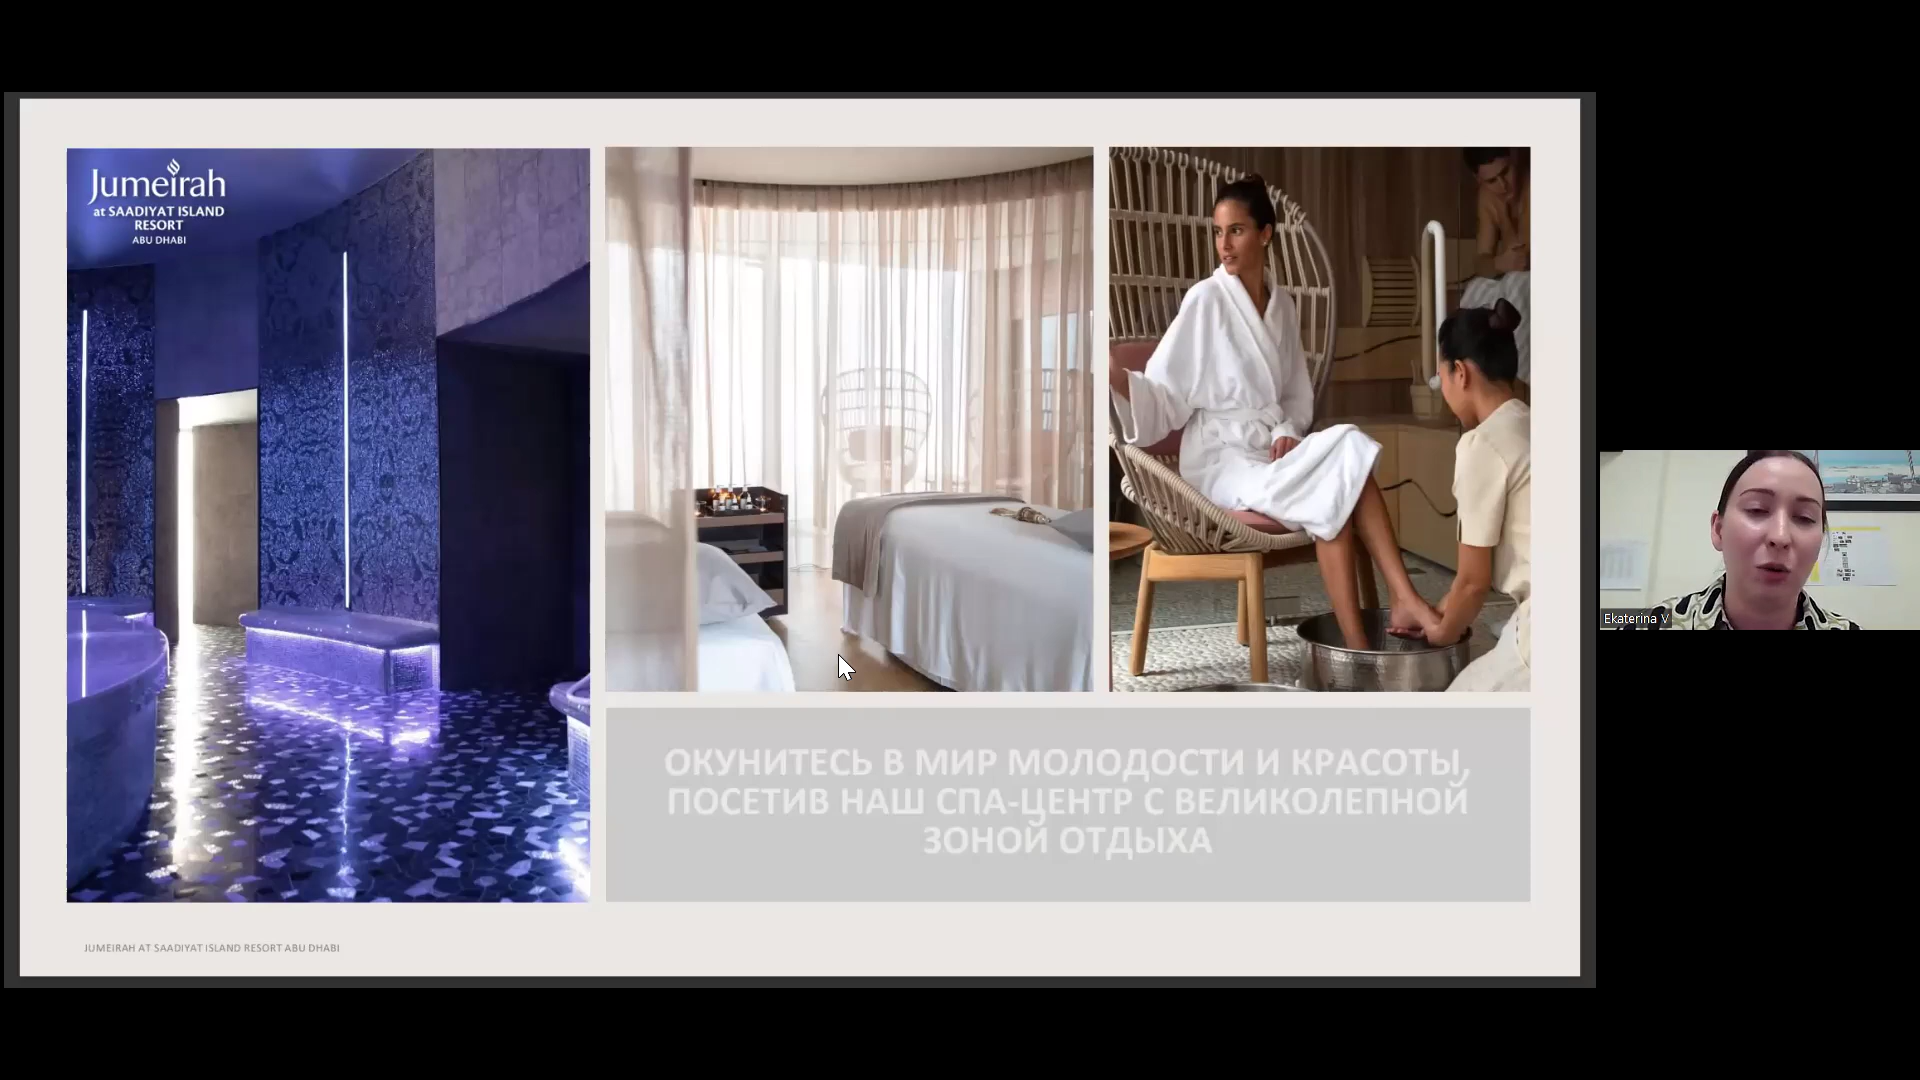 Jumeirah
at SAADIYAT ISLAND
RESORT
ABU DHABI
ОКУНИТЕСЬ В МИР МОЛОДОСТИ И КРАСОТЫ,
ПОСЕТИВ НАШ СПА-ЦЕНТР С ВЕЛИКОЛЕПНОЙ
ЗОНОЙ ОТДЫХА
JUMEIRAH AT SAADIYAT ISLAND RESORT ABU DHABI
Ekaterina V